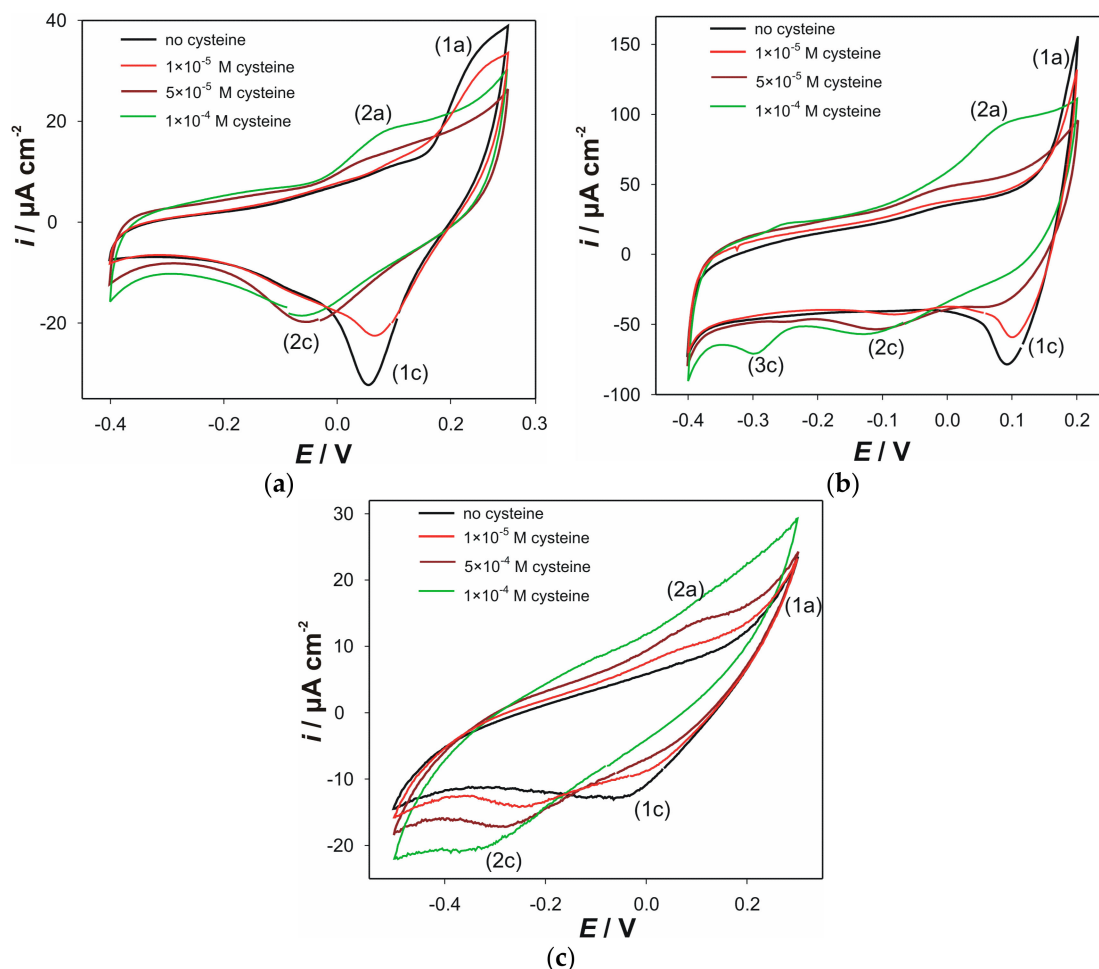 40
20
0
-20
i / µA cm⁻²
no cysteine
1×10⁻⁵ M cysteine
5×10⁻⁵ M cysteine
1×10⁻⁴ M cysteine
(1a)
(2a)
(2c)
(1c)
-0.4
-0.2
0.0
0.2
0.3
E / V
(a)
150
100
50
0
-50
-100
i / µA cm⁻²
no cysteine
1×10⁻⁵ M cysteine
5×10⁻⁵ M cysteine
1×10⁻⁴ M cysteine
(1a)
(2a)
(3c)
(2c)
(1c)
-0.4
-0.3
-0.2
-0.1
0.0
0.1
0.2
E / V
(b)
30
20
10
0
-10
-20
i / µA cm⁻²
no cysteine
1×10⁻⁵ M cysteine
5×10⁻⁴ M cysteine
1×10⁻⁴ M cysteine
(2a)
(1a)
(1c)
(2c)
-0.4
-0.2
0.0
0.2
E / V
(c)